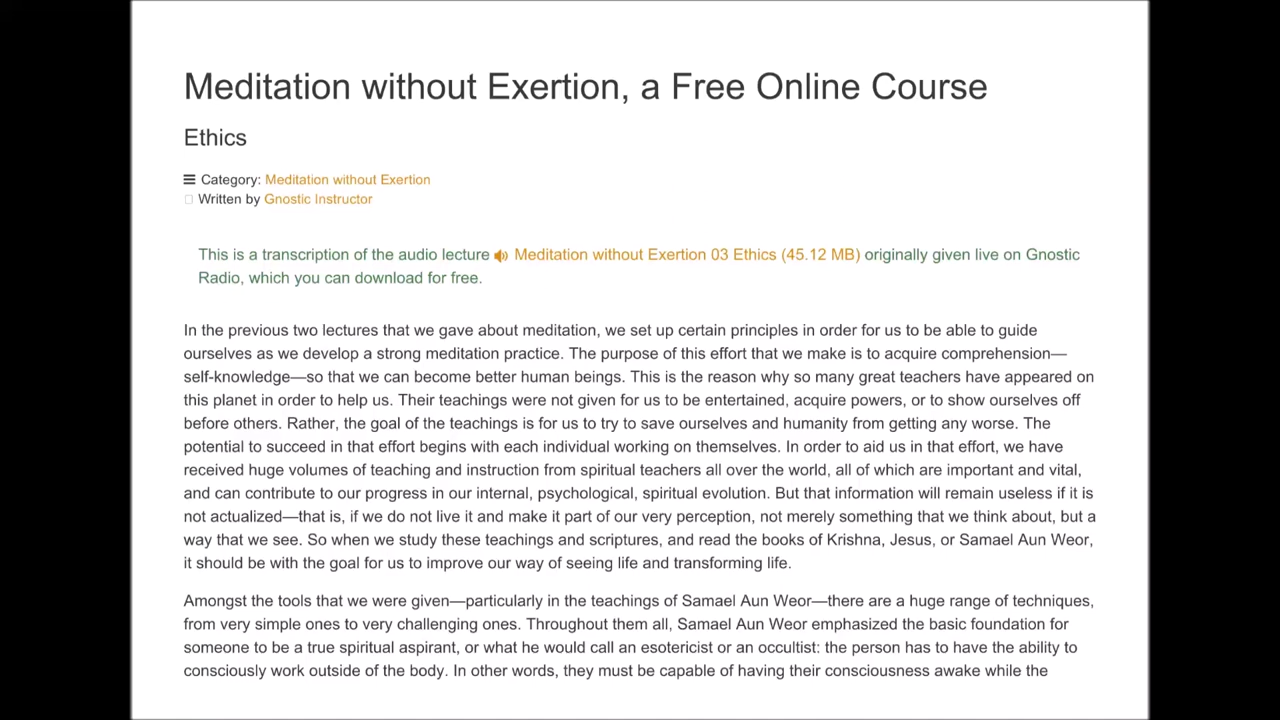 Meditation without Exertion, a Free Online Course
Ethics
Category: Meditation without Exertion
Written by Gnostic Instructor
This is a transcription of the audio lecture Meditation without Exertion 03 Ethics (45.12 MB) originally given live on Gnostic
Radio, which you can download for free.
In the previous two lectures that we gave about meditation, we set up certain principles in order for us to be able to guide
ourselves as we develop a strong meditation practice. The purpose of this effort that we make is to acquire comprehension—
self-knowledge—so that we can become better human beings. This is the reason why so many great teachers have appeared on
this planet in order to help us. Their teachings were not given for us to be entertained, acquire powers, or to show ourselves off
before others. Rather, the goal of the teachings is for us to try to save ourselves and humanity from getting any worse. The
potential to succeed in that effort begins with each individual working on themselves. In order to aid us in that effort, we have
received huge volumes of teaching and instruction from spiritual teachers all over the world, all of which are important and vital,
and can contribute to our progress in our internal, psychological, spiritual evolution. But that information will remain useless if it is
not actualized—that is, if we do not live it and make it part of our very perception, not merely something that we think about, but a
way that we see. So when we study these teachings and scriptures, and read the books of Krishna, Jesus, or Samael Aun Weor,
it should be with the goal for us to improve our way of seeing life and transforming life.
Amongst the tools that we were given—particularly in the teachings of Samael Aun Weor—there are a huge range of techniques,
from very simple ones to very challenging ones. Throughout them all, Samael Aun Weor emphasized the basic foundation for
someone to be a true spiritual aspirant, or what he would call an esotericist or an occultist: the person has to have the ability to
consciously work outside of the body. In other words, they must be capable of having their consciousness awake while the